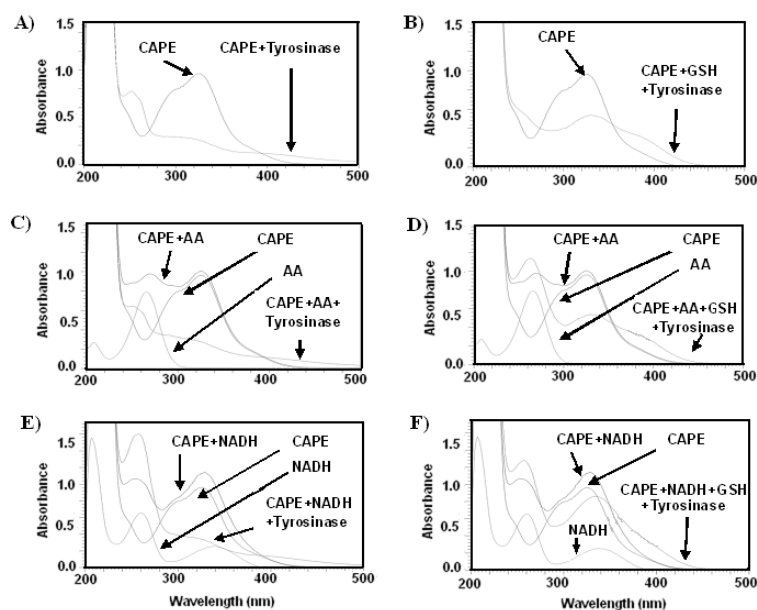 A)
Absorbance
1.5
1.0
0.5
0.0
CAPE
CAPE+Tyrosinase
200
300
400
500
B)
Absorbance
1.5
1.0
0.5
0.0
CAPE
CAPE+GSH
+Tyrosinase
200
300
400
500
C)
Absorbance
1.5
1.0
0.5
0.0
CAPE+AA
CAPE
AA
CAPE+AA+
Tyrosinase
200
300
400
500
D)
Absorbance
1.5
1.0
0.5
0.0
CAPE+AA
CAPE
AA
CAPE+AA+GSH
+Tyrosinase
200
300
400
500
E)
Absorbance
1.5
1.0
0.5
0.0
CAPE+NADH
CAPE
NADH
CAPE+NADH
+Tyrosinase
200
300
400
500
Wavelength (nm)
F)
Absorbance
1.5
1.0
0.5
0.0
CAPE+NADH
CAPE
CAPE+NADH+GSH
+Tyrosinase
NADH
200
300
400
500
Wavelength (nm)